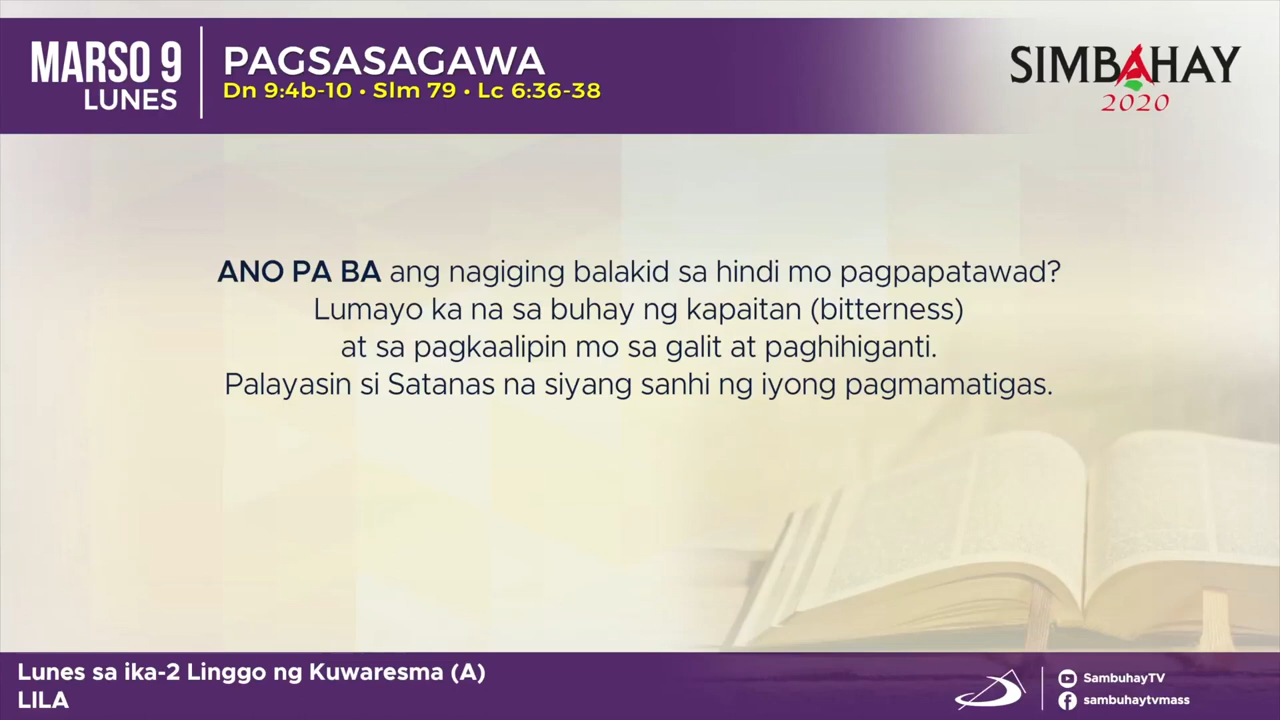 MARSO 9
LUNES
PAGSASAGAWA
Dn 9:4b-10 • Slm 79 • Lc 6:36-38
SIMBAHAY
2020
ANO PA BA ang nagiging balakid sa hindi mo pagpapatawad?
Lumayo ka na sa buhay ng kapaitan (bitterness)
at sa pagkaalipin mo sa galit at paghihiganti.
Palayasin si Satanas na siyang sanhi ng iyong pagmamatigas.
Lunes sa ika-2 Linggo ng Kuwaresma (A)
LILA
SambuhayTV
sambuhaytvmass